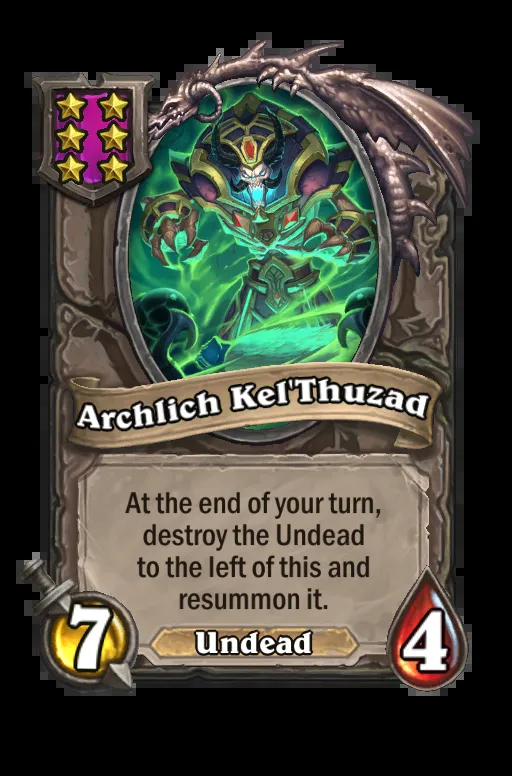 Archlich Kel'Thuzad
At the end of your turn,
destroy the Undead
to the left of this and
resummon it.
7
Undead
4